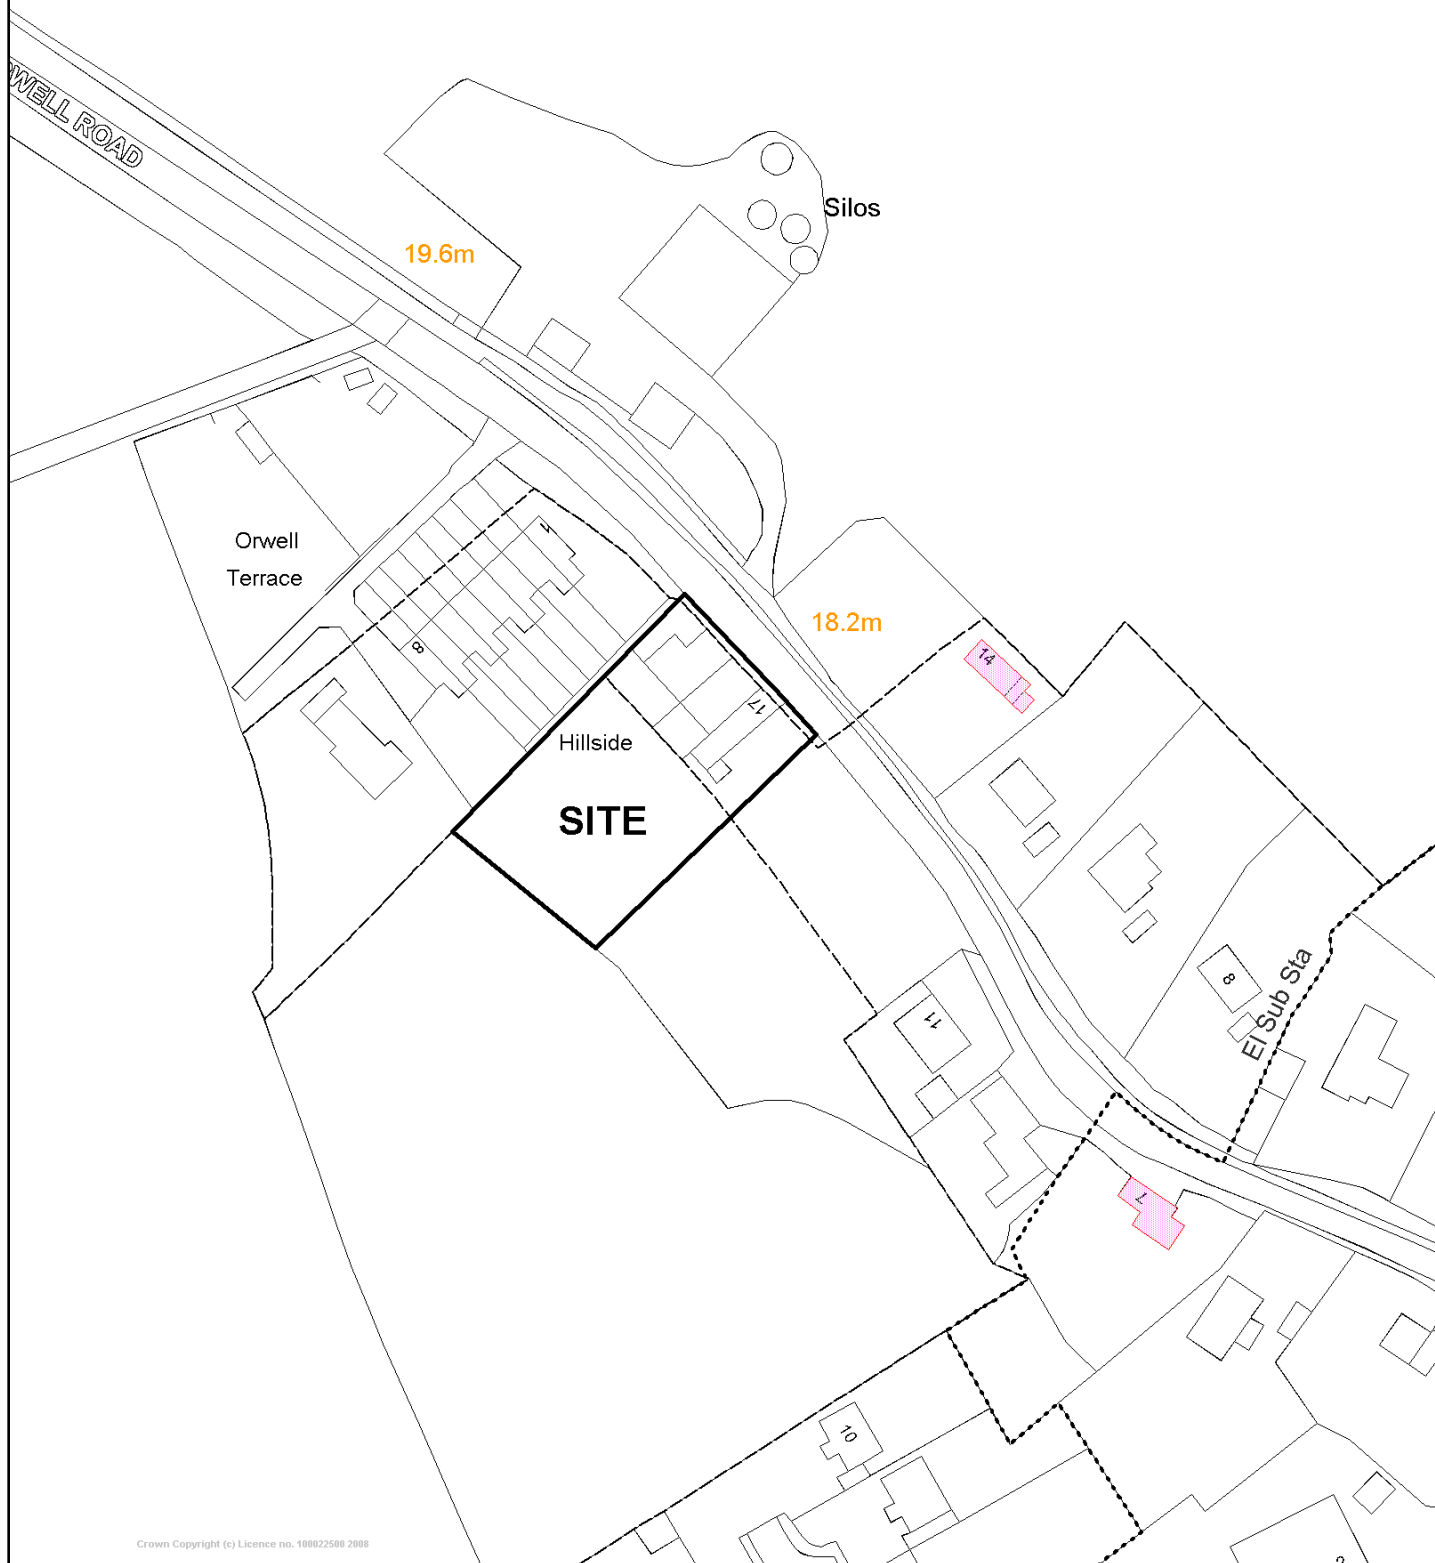 WELL ROAD
Silos
19.6m
1
Orwell
Terrace
18.2m
14
8
17
Hillside
SITE
8
El Sub Sta
11
7
10
Crown Copyright (c) Licence no. 100022500 2008